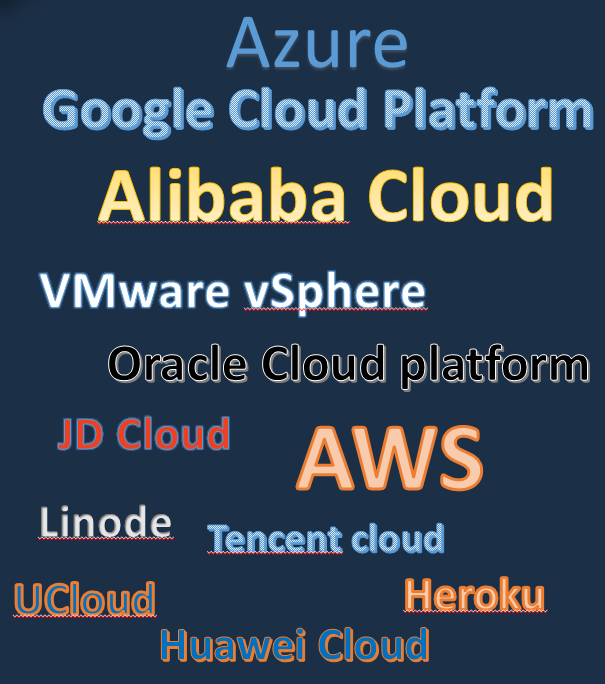 Azure
Google Cloud Platform
Alibaba Cloud
VMware vSphere
Oracle Cloud platform
JD Cloud
AWS
Linode
Tencent cloud
UCloud
Heroku
Huawei Cloud